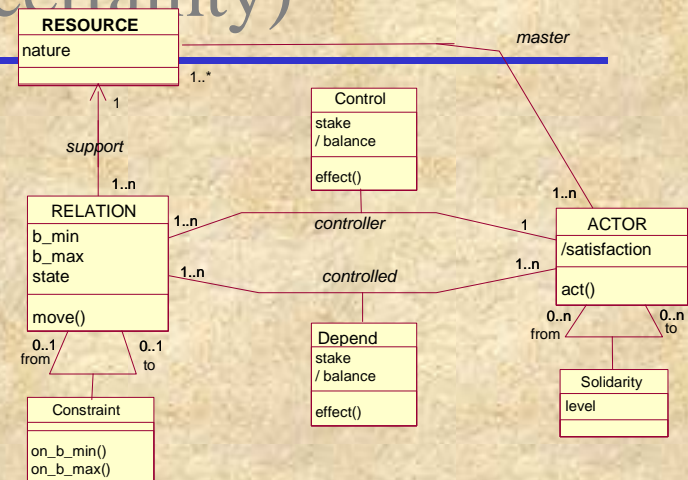 RESOURCE
nature
master
1..*
1
support
1..n
Control
stake
/ balance
effect()
RELATION
b_min
b_max
state
move()
1..n
controller
1
1..n
ACTOR
/satisfaction
act()
1..n
controlled
1..n
Depend
stake
/ balance
effect()
0..1
from
0..1
to
0..n
from
0..n
to
Constraint
on_b_min()
on_b_max()
Solidarity
level